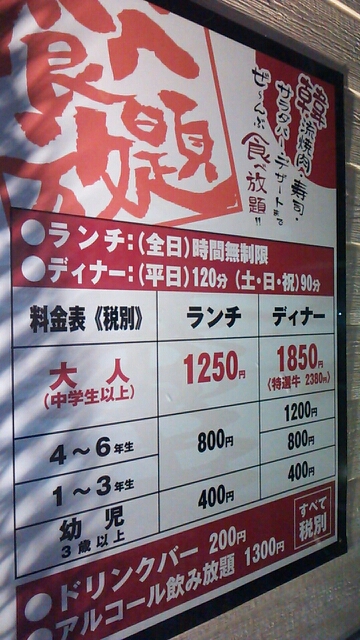 食べ放題
韓流焼肉、寿司・
サラダバー・デザートまで
ぜ〜んぶ食べ放題!!
●ランチ：（全日）時間無制限
●ディナー：（平日）120分（土・日・祝）90分
料金表《税別》 ランチ ディナー
大人（中学生以上） 1250円 1850円〈特選牛 2380円〉
4〜6年生 800円 1200円
1〜3年生 800円
幼児 3歳以上 400円 400円
すべて税別
●ドリンクバー 200円
●アルコール飲み放題 1300円